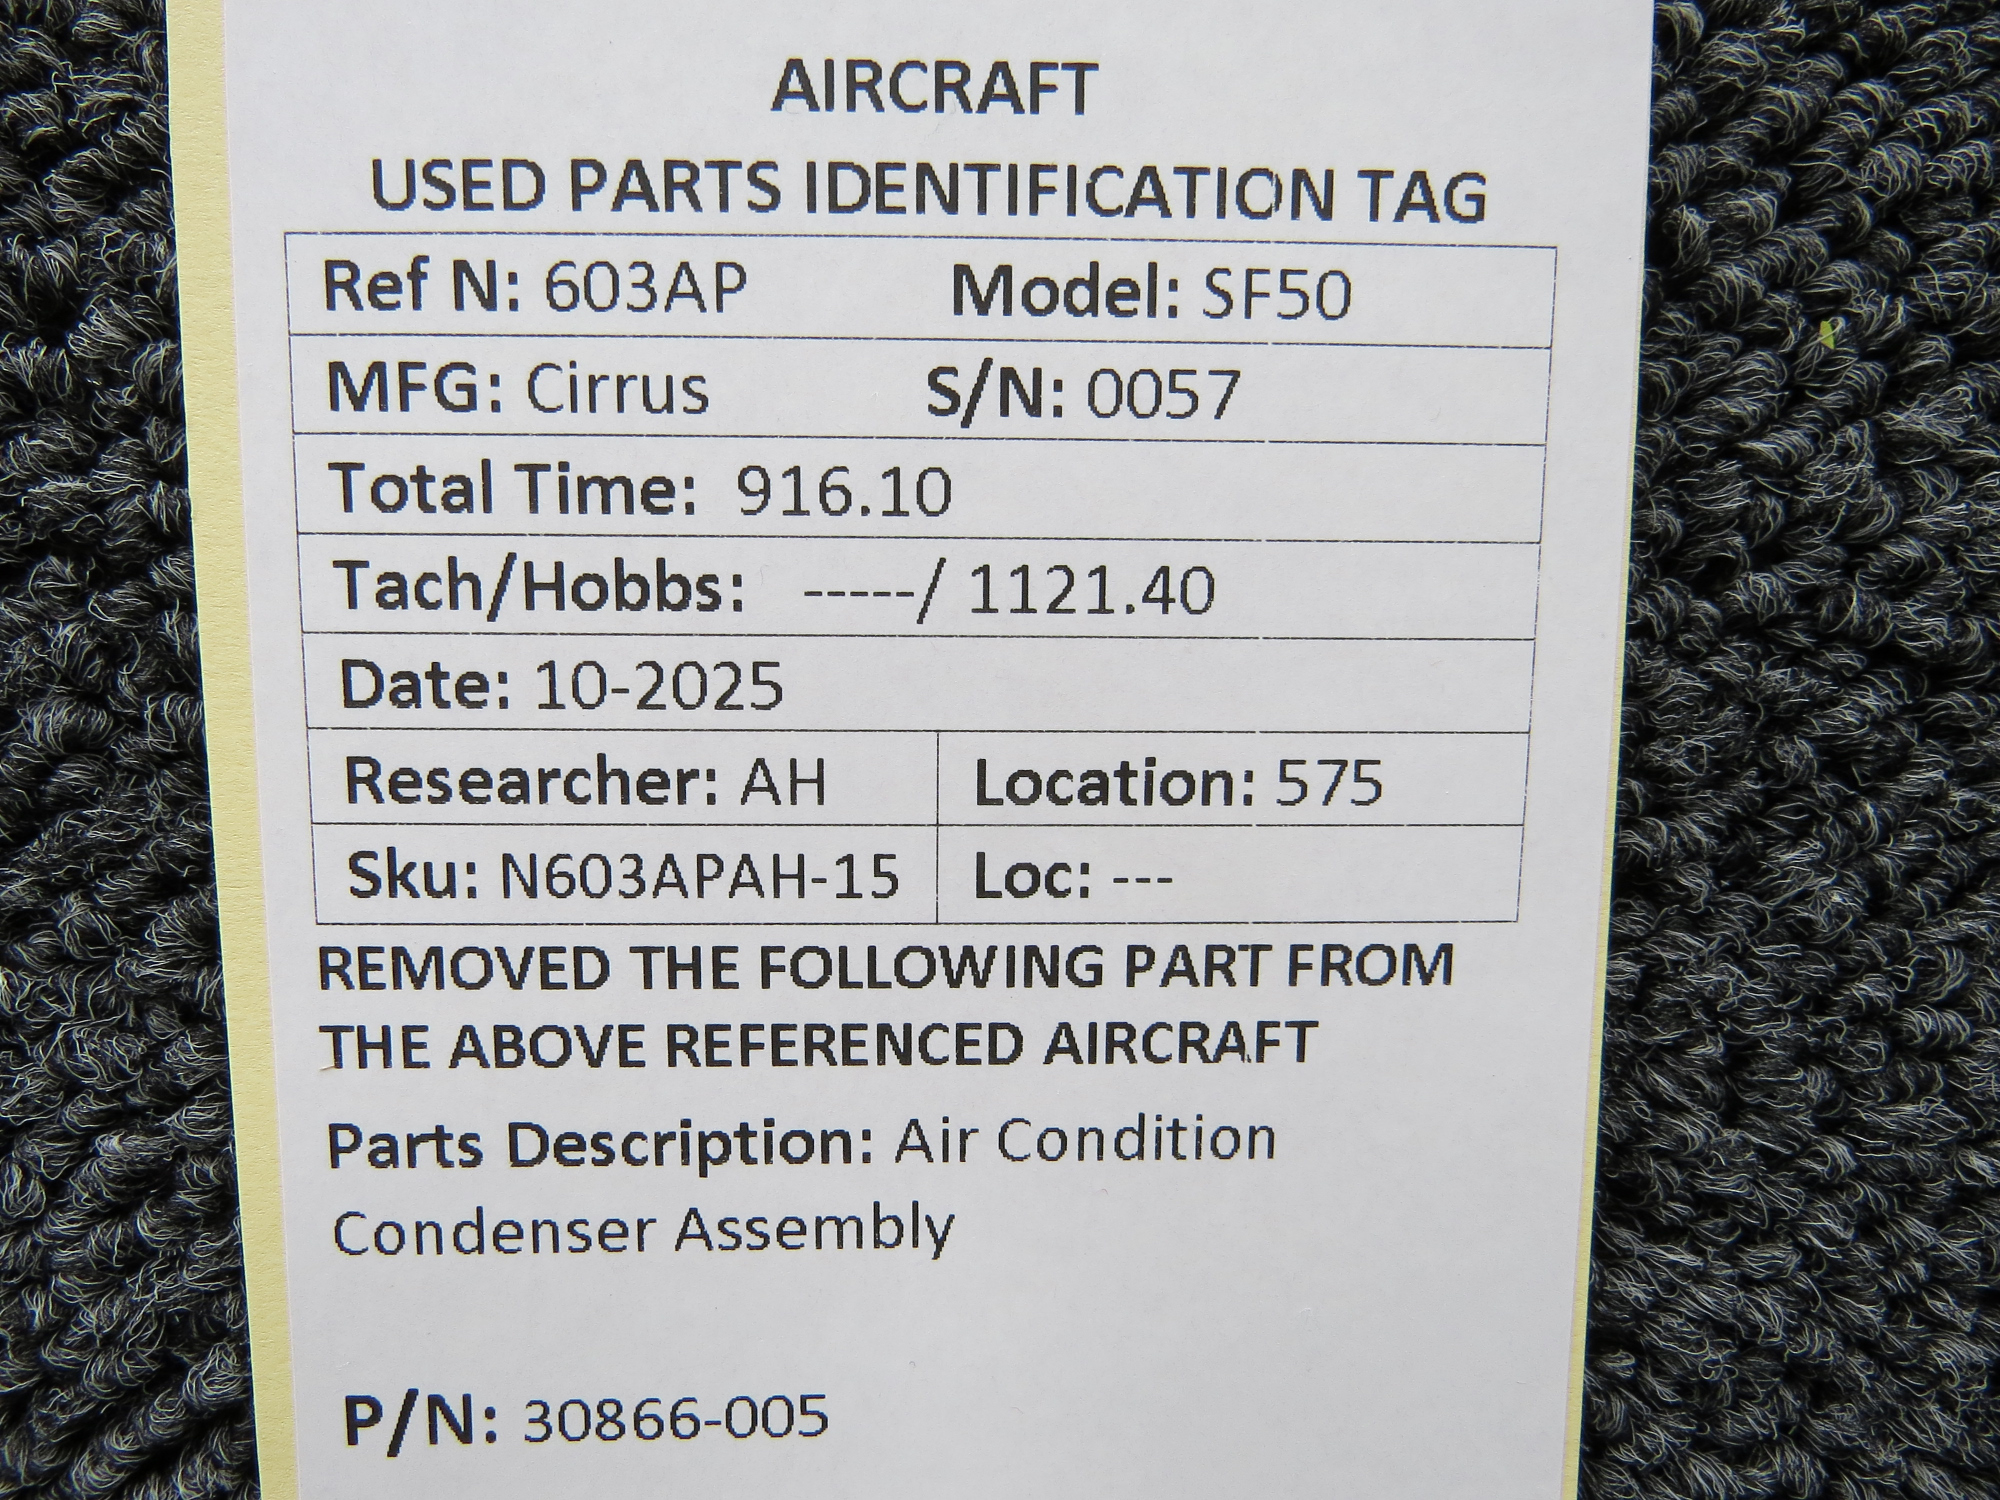 AIRCRAFT
USED PARTS IDENTIFICATION TAG
Ref N: 603AP Model: SF50
MFG: Cirrus S/N: 0057
Total Time: 916.10
Tach/Hobbs: -----/ 1121.40
Date: 10-2025
Researcher: AH Location: 575
Sku: N603APAH-15 Loc: ---
REMOVED THE FOLLOWING PART FROM
THE ABOVE REFERENCED AIRCRAFT
Parts Description: Air Condition
Condenser Assembly
P/N: 30866-005